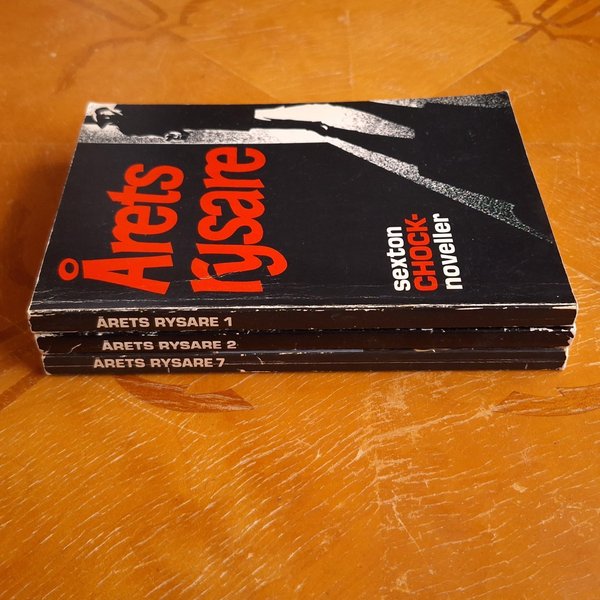 Årets
rysare
sexton
CHOCK-
noveller
ÅRETS RYSARE 1
ÅRETS RYSARE 2
ÅRETS RYSARE 7